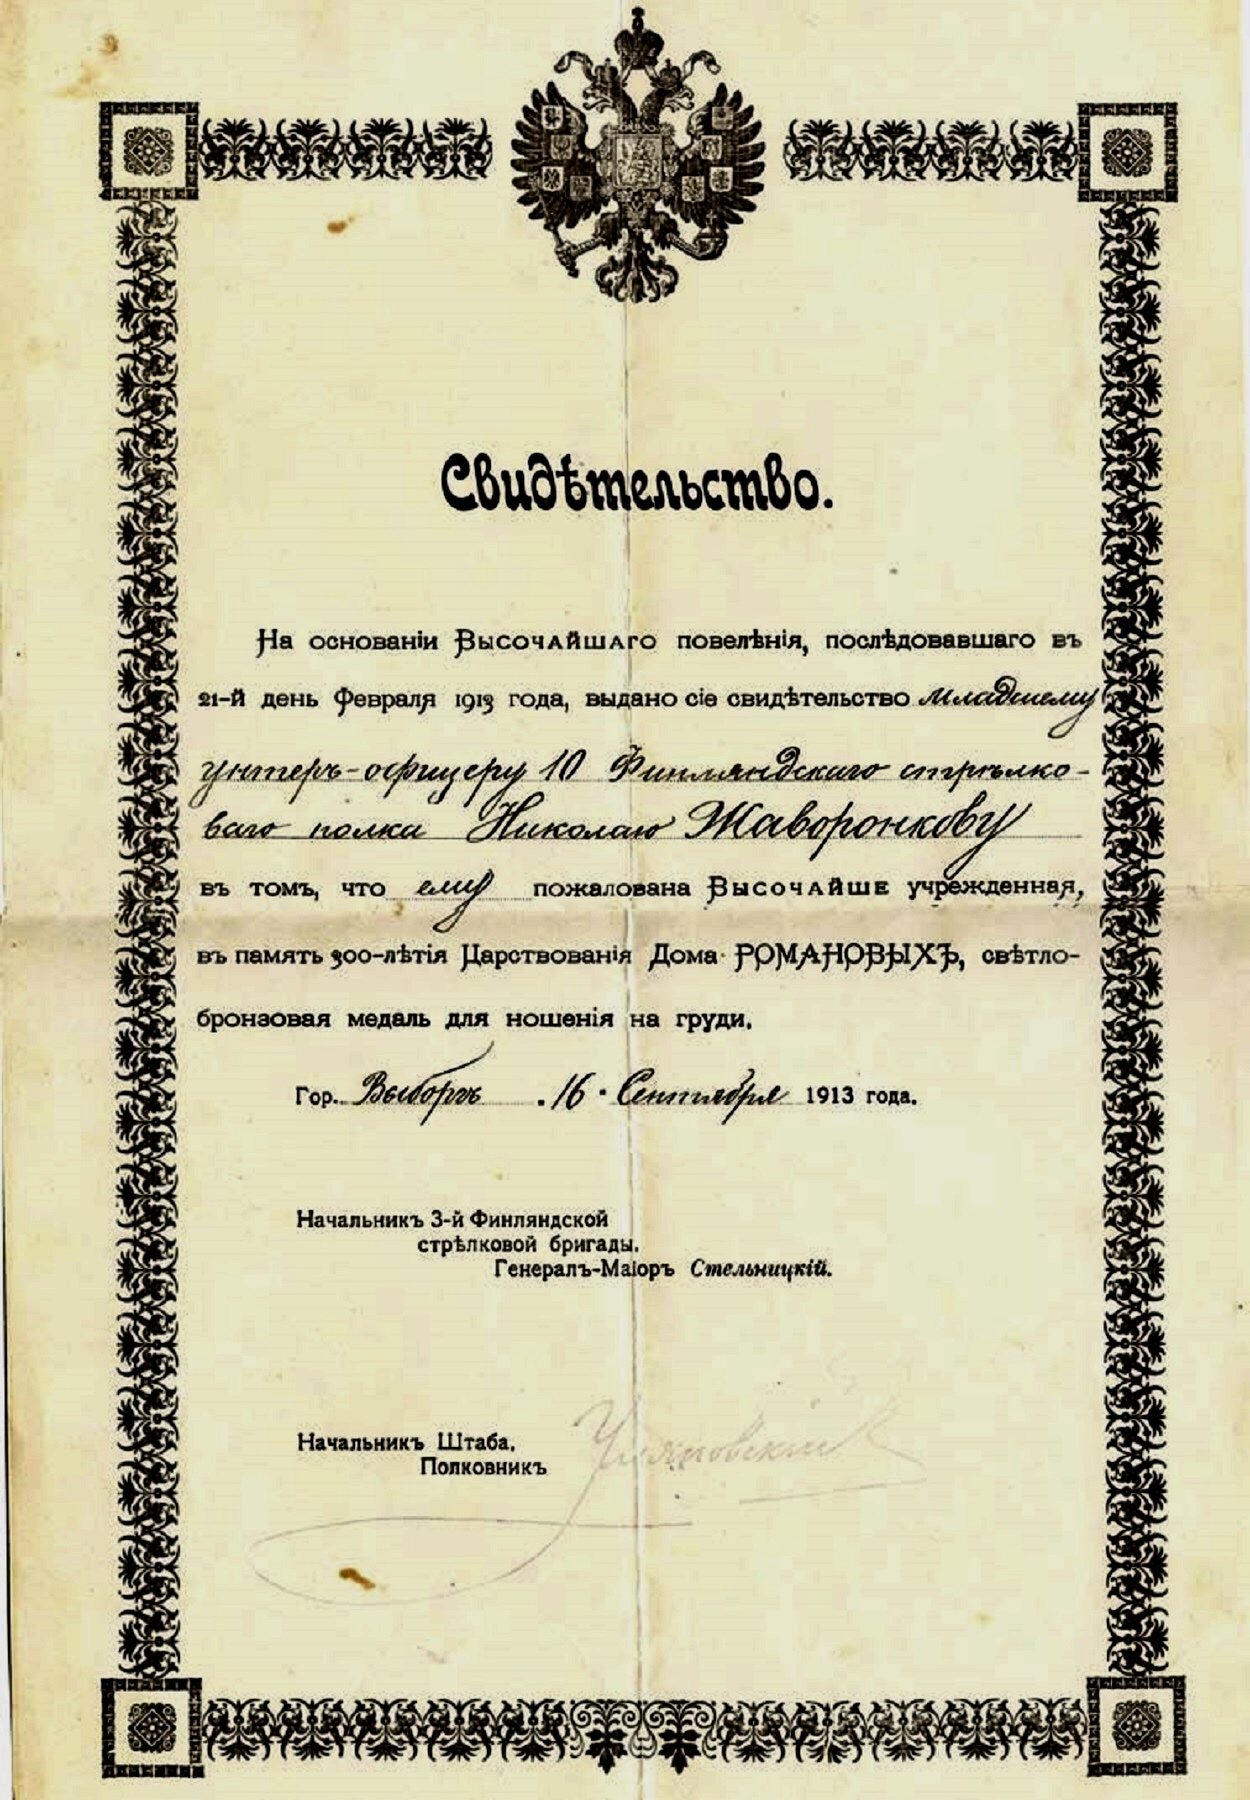 Свидѣтельство.
На основаніи ВЫСОЧАЙШАГО повелѣнія, послѣдовавшаго въ
21-й день Февраля 1913 года, выдано сіе свидѣтельство младшему
унтеръ-офицеру 10 Финляндскаго стрѣлко-
ваго полка Николаю Жаворонкову
въ томъ, что ему пожалована ВЫСОЧАЙШЕ учрежденная,
въ память 300-лѣтія Царствованія Дома РОМАНОВЫХЪ, свѣтло-
бронзовая медаль для ношенія на груди.
Гор. Выборгъ . 16 · Сентября 1913 года.
Начальникъ 3-й Финляндской
стрѣлковой бригады,
Генералъ-Маіоръ Стельницкій.
Начальникъ Штаба,
Полковникъ